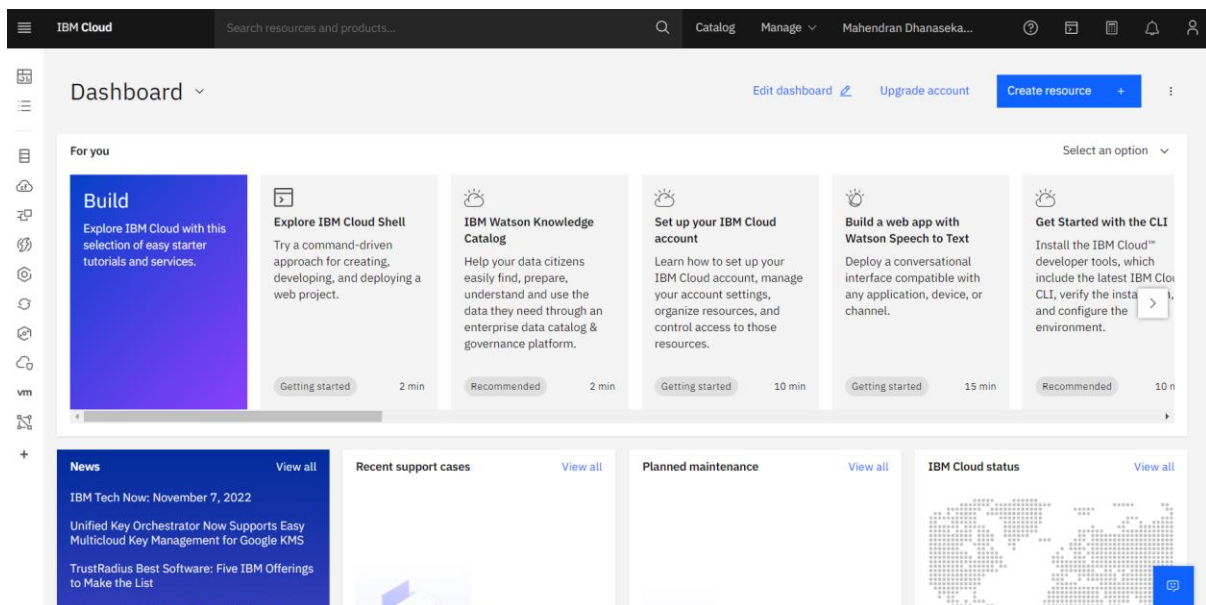 IBM Cloud
Search resources and products...
Catalog
Manage
Mahendran Dhanaseka...
Dashboard
Edit dashboard
Upgrade account
Create resource +
For you
Select an option
Build
Explore IBM Cloud with this
selection of easy starter
tutorials and services.
Explore IBM Cloud Shell
Try a command-driven
approach for creating,
developing, and deploying a
web project.
Getting started
2 min
IBM Watson Knowledge
Catalog
Help your data citizens
easily find, prepare,
understand and use the
data they need through an
enterprise data catalog &
governance platform.
Recommended
2 min
Set up your IBM Cloud
account
Learn how to set up your
IBM Cloud account, manage
your account settings,
organize resources, and
control access to those
resources.
Getting started
10 min
Build a web app with
Watson Speech to Text
Deploy a conversational
interface compatible with
any application, device, or
channel.
Getting started
15 min
Get Started with the CLI
Install the IBM Cloud™
developer tools, which
include the latest IBM
CLI, verify the
and configure the
environment.
Recommended
10
vm
News
View all
IBM Tech Now: November 7, 2022
Unified Key Orchestrator Now Supports Easy
Multicloud Key Management for Google KMS
TrustRadius Best Software: Five IBM Offerings
to Make the List
Recent support cases
View all
Planned maintenance
View all
IBM Cloud status
View all